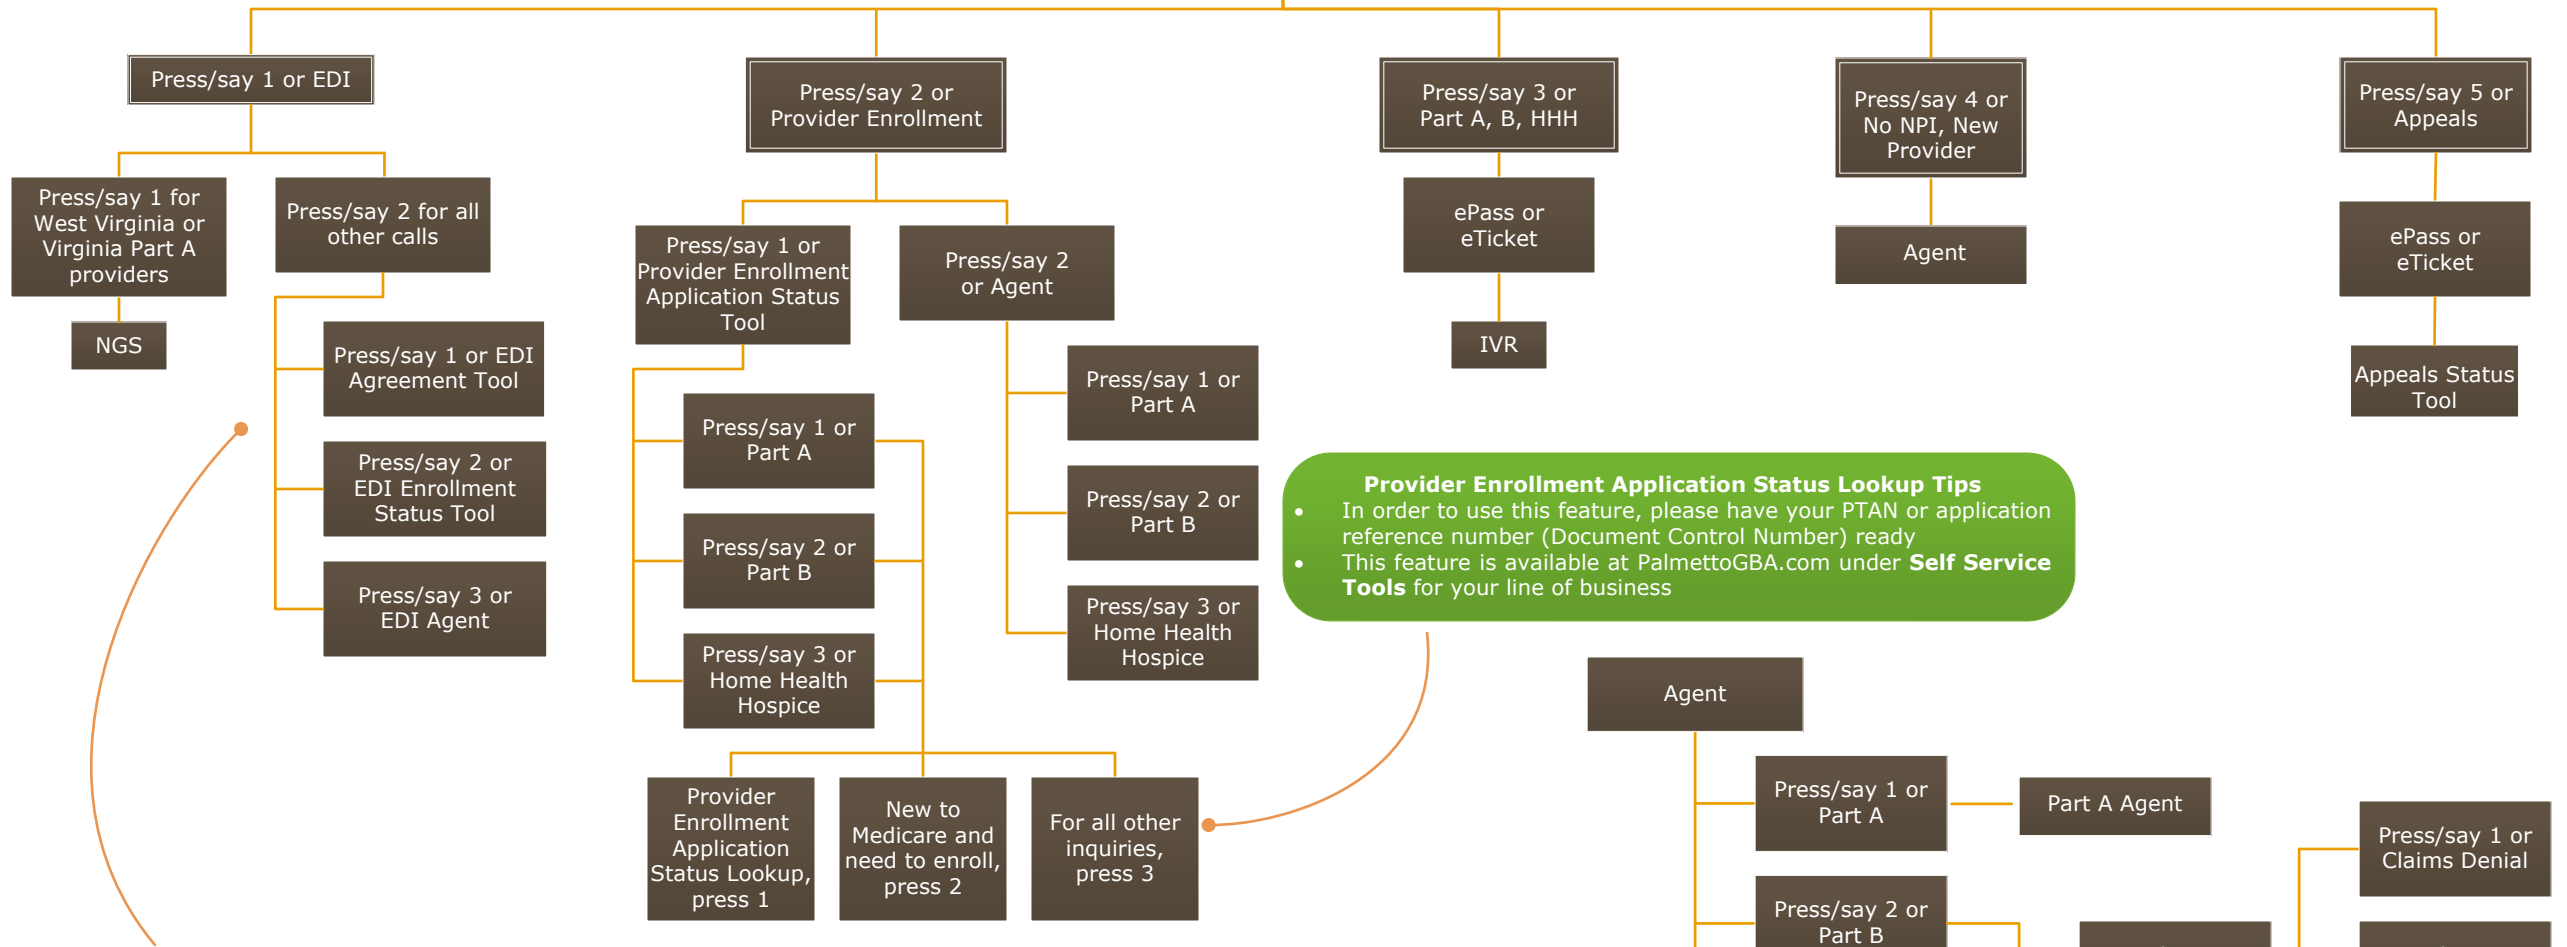 Press/say 1 or EDI
Press/say 1 for
West Virginia or
Virginia Part A
providers
NGS
Press/say 2 for all
other calls
Press/say 1 or EDI
Agreement Tool
Press/say 2 or
EDI Enrollment
Status Tool
Press/say 3 or
EDI Agent
Press/say 2 or
Provider Enrollment
Press/say 1 or
Provider Enrollment
Application Status
Tool
Press/say 1 or
Part A
Press/say 2 or
Part B
Press/say 3 or
Home Health
Hospice
Provider
Enrollment
Application
Status Lookup,
press 1
New to
Medicare and
need to enroll,
press 2
For all other
inquiries,
press 3
Press/say 2
or Agent
Press/say 1 or
Part A
Press/say 2 or
Part B
Press/say 3 or
Home Health
Hospice
Press/say 3 or
Part A, B, HHH
ePass or
eTicket
IVR
Press/say 4 or
No NPI, New
Provider
Agent
Press/say 5 or
Appeals
ePass or
eTicket
Appeals Status
Tool
Provider Enrollment Application Status Lookup Tips
• In order to use this feature, please have your PTAN or application
reference number (Document Control Number) ready
• This feature is available at PalmettoGBA.com under Self Service
Tools for your line of business
Agent
Press/say 1 or
Part A
Part A Agent
Press/say 2 or
Part B
Press/say 1 or
Claims Denial